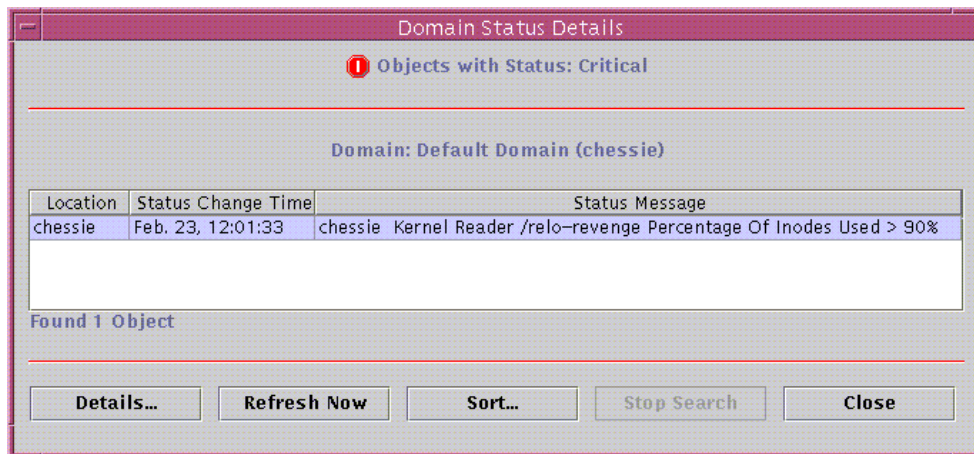 Domain Status Details
Objects with Status: Critical
Domain: Default Domain (chessie)
Location Status Change Time Status Message
chessie Feb. 23, 12:01:33 chessie Kernel Reader /relo-revenge Percentage Of Inodes Used > 90%
Found 1 Object
Details... Refresh Now Sort... Stop Search Close